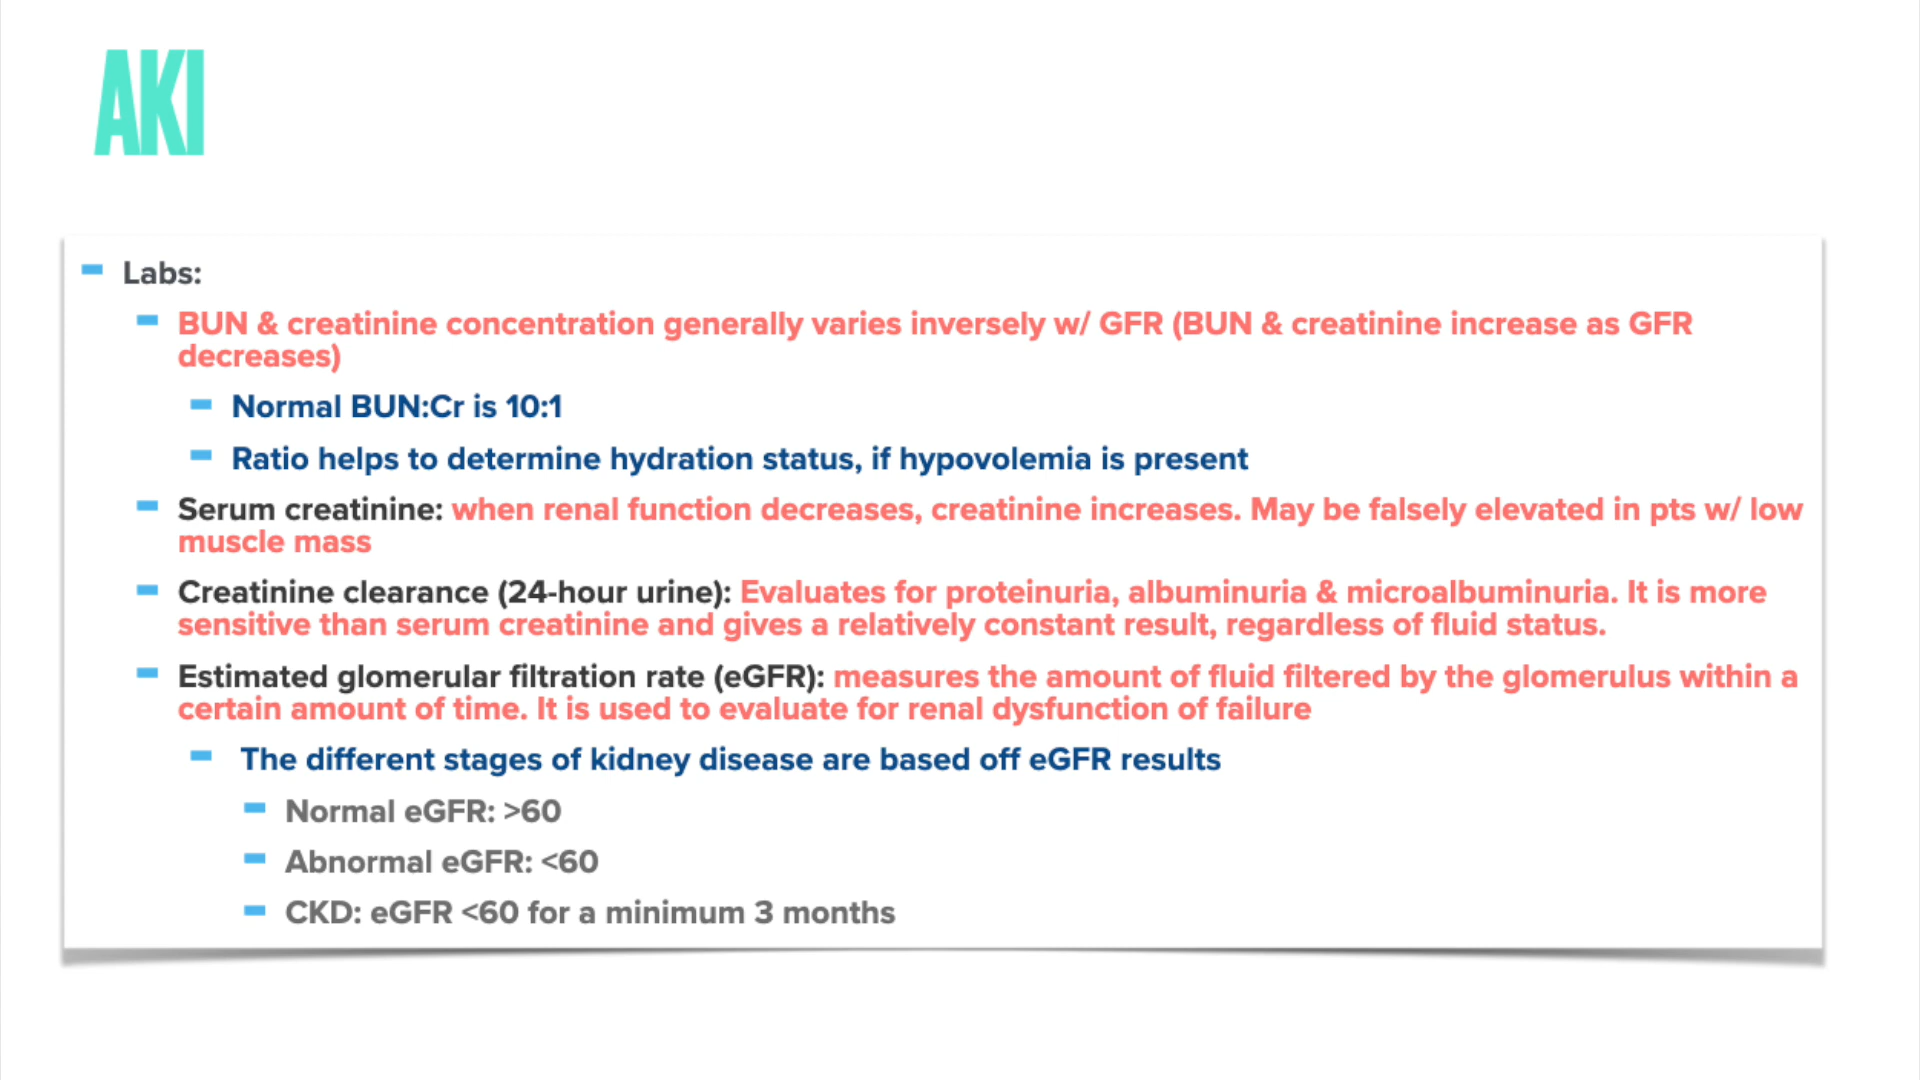 AKI
Labs:
BUN & creatinine concentration generally varies inversely w/ GFR (BUN & creatinine increase as GFR
decreases)
Normal BUN:Cr is 10:1
Ratio helps to determine hydration status, if hypovolemia is present
Serum creatinine: when renal function decreases, creatinine increases. May be falsely elevated in pts w/ low
muscle mass
Creatinine clearance (24-hour urine): Evaluates for proteinuria, albuminuria & microalbuminuria. It is more
sensitive than serum creatinine and gives a relatively constant result, regardless of fluid status.
Estimated glomerular filtration rate (eGFR): measures the amount of fluid filtered by the glomerulus within a
certain amount of time. It is used to evaluate for renal dysfunction of failure
The different stages of kidney disease are based off eGFR results
Normal eGFR: >60
Abnormal eGFR: <60
CKD: eGFR <60 for a minimum 3 months